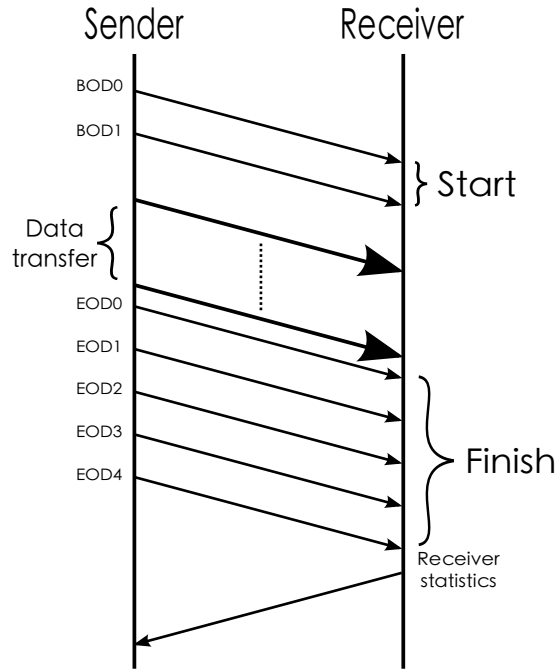 Sender
Receiver
BOD0
BOD1
Start
Data
transfer
EOD0
EOD1
EOD2
EOD3
Finish
EOD4
Receiver
statistics